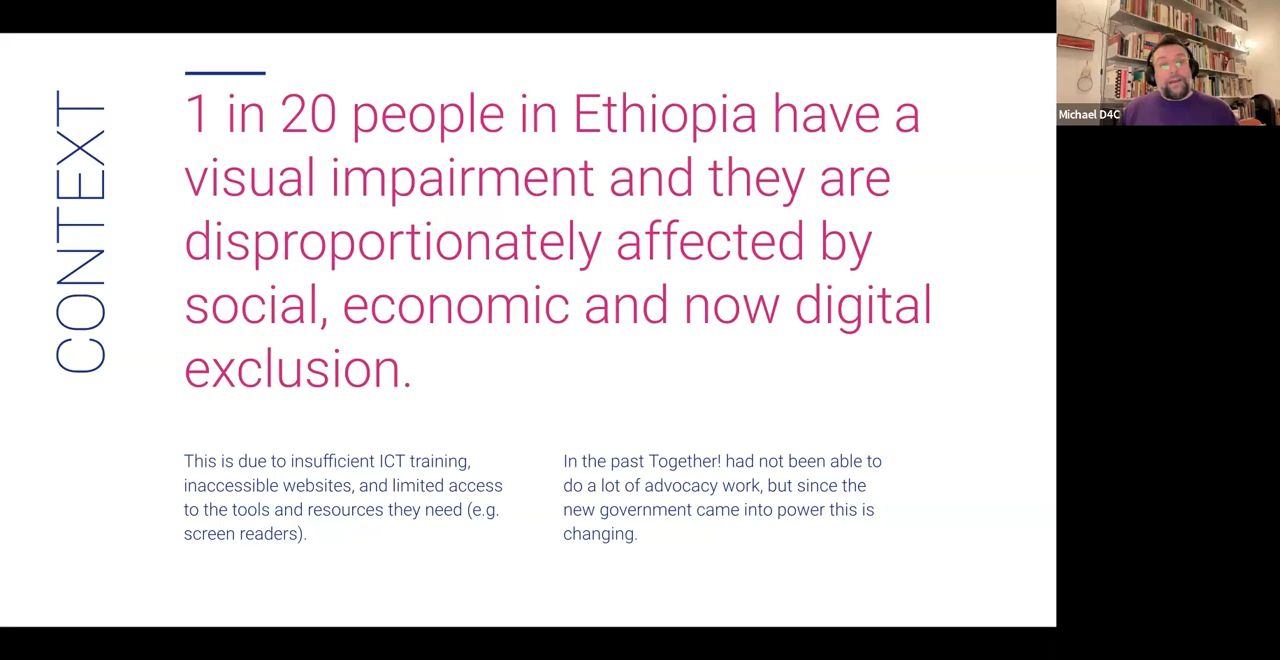 CONTEXT
1 in 20 people in Ethiopia have a
visual impairment and they are
disproportionately affected by
social, economic and now digital
exclusion.
This is due to insufficient ICT training,
inaccessible websites, and limited access
to the tools and resources they need (e.g.
screen readers).
In the past Together! had not been able to
do a lot of advocacy work, but since the
new government came into power this is
changing.
Michael D4C